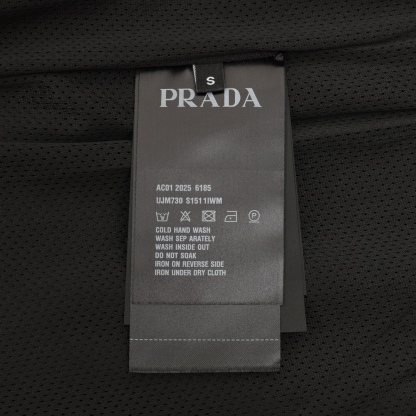 S
PRADA
AC01 2025 6165
UJM730 S1511IWM
P
COLD HAND WASH
WASH SEP ARATELY
WASH INSIDE OUT
DO NOT SOAK
IRON ON REVERSE SIDE
IRON UNDER DRY CLOTH